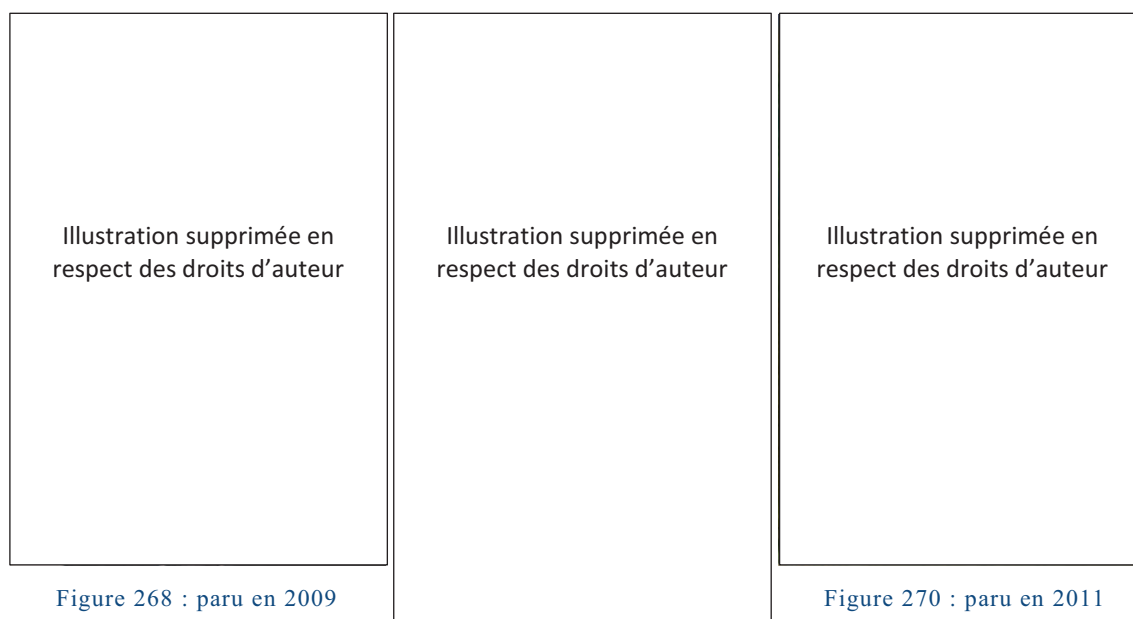 Illustration supprimée en
respect des droits d’auteur
Illustration supprimée en
respect des droits d’auteur
Illustration supprimée en
respect des droits d’auteur
Figure 268 : paru en 2009
Figure 270 : paru en 2011